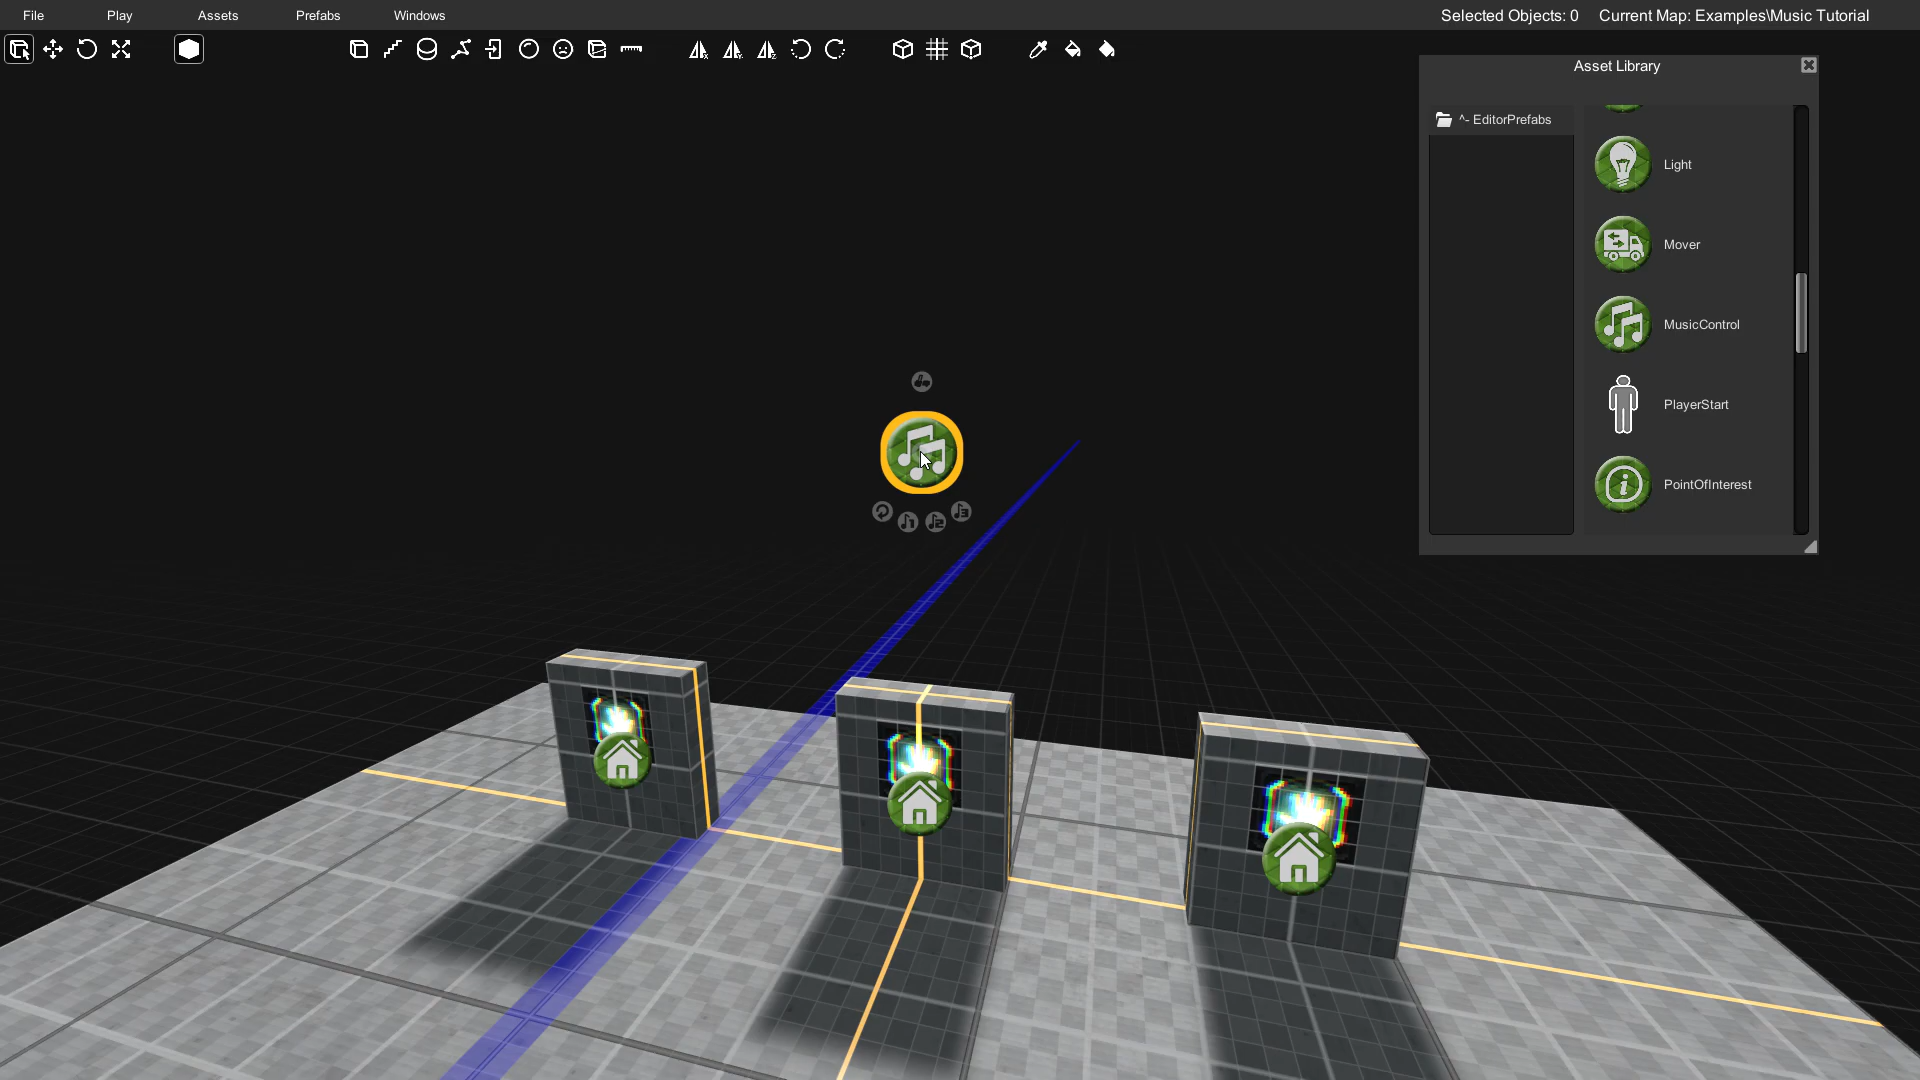 File Play Assets Prefabs Windows
Selected Objects: 0 Current Map: Examples\Music Tutorial
Asset Library
^- EditorPrefabs
Light
Mover
MusicControl
PlayerStart
PointOfInterest